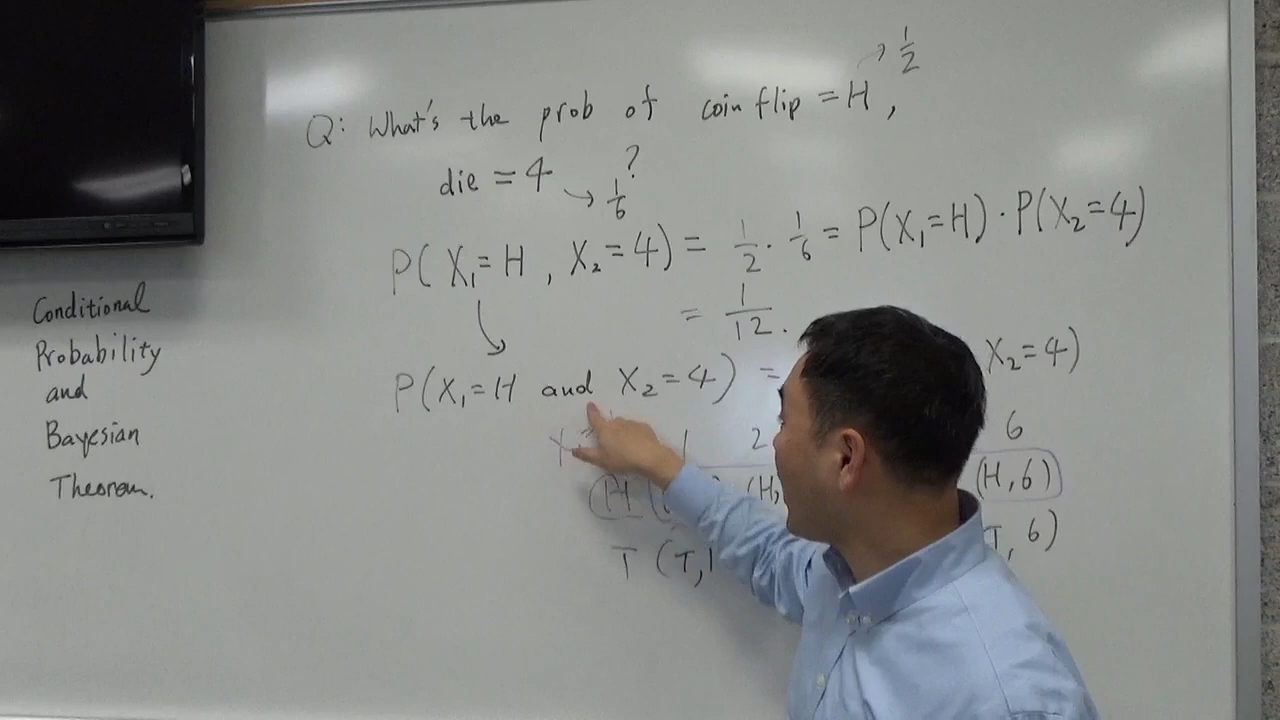 Q: What's the prob of coin flip = H, → 1/2
die = 4 → 1/6 ?
P(X₁=H, X₂=4) = 1/2 · 1/6 = P(X₁=H) · P(X₂=4)
= 1/12.
P(X₁=H and X₂=4) = X₂=4)
1 2 6
H (H, (H,6)
T (T,1 T, 6)
Conditional
Probability
and
Bayesian
Theorem.